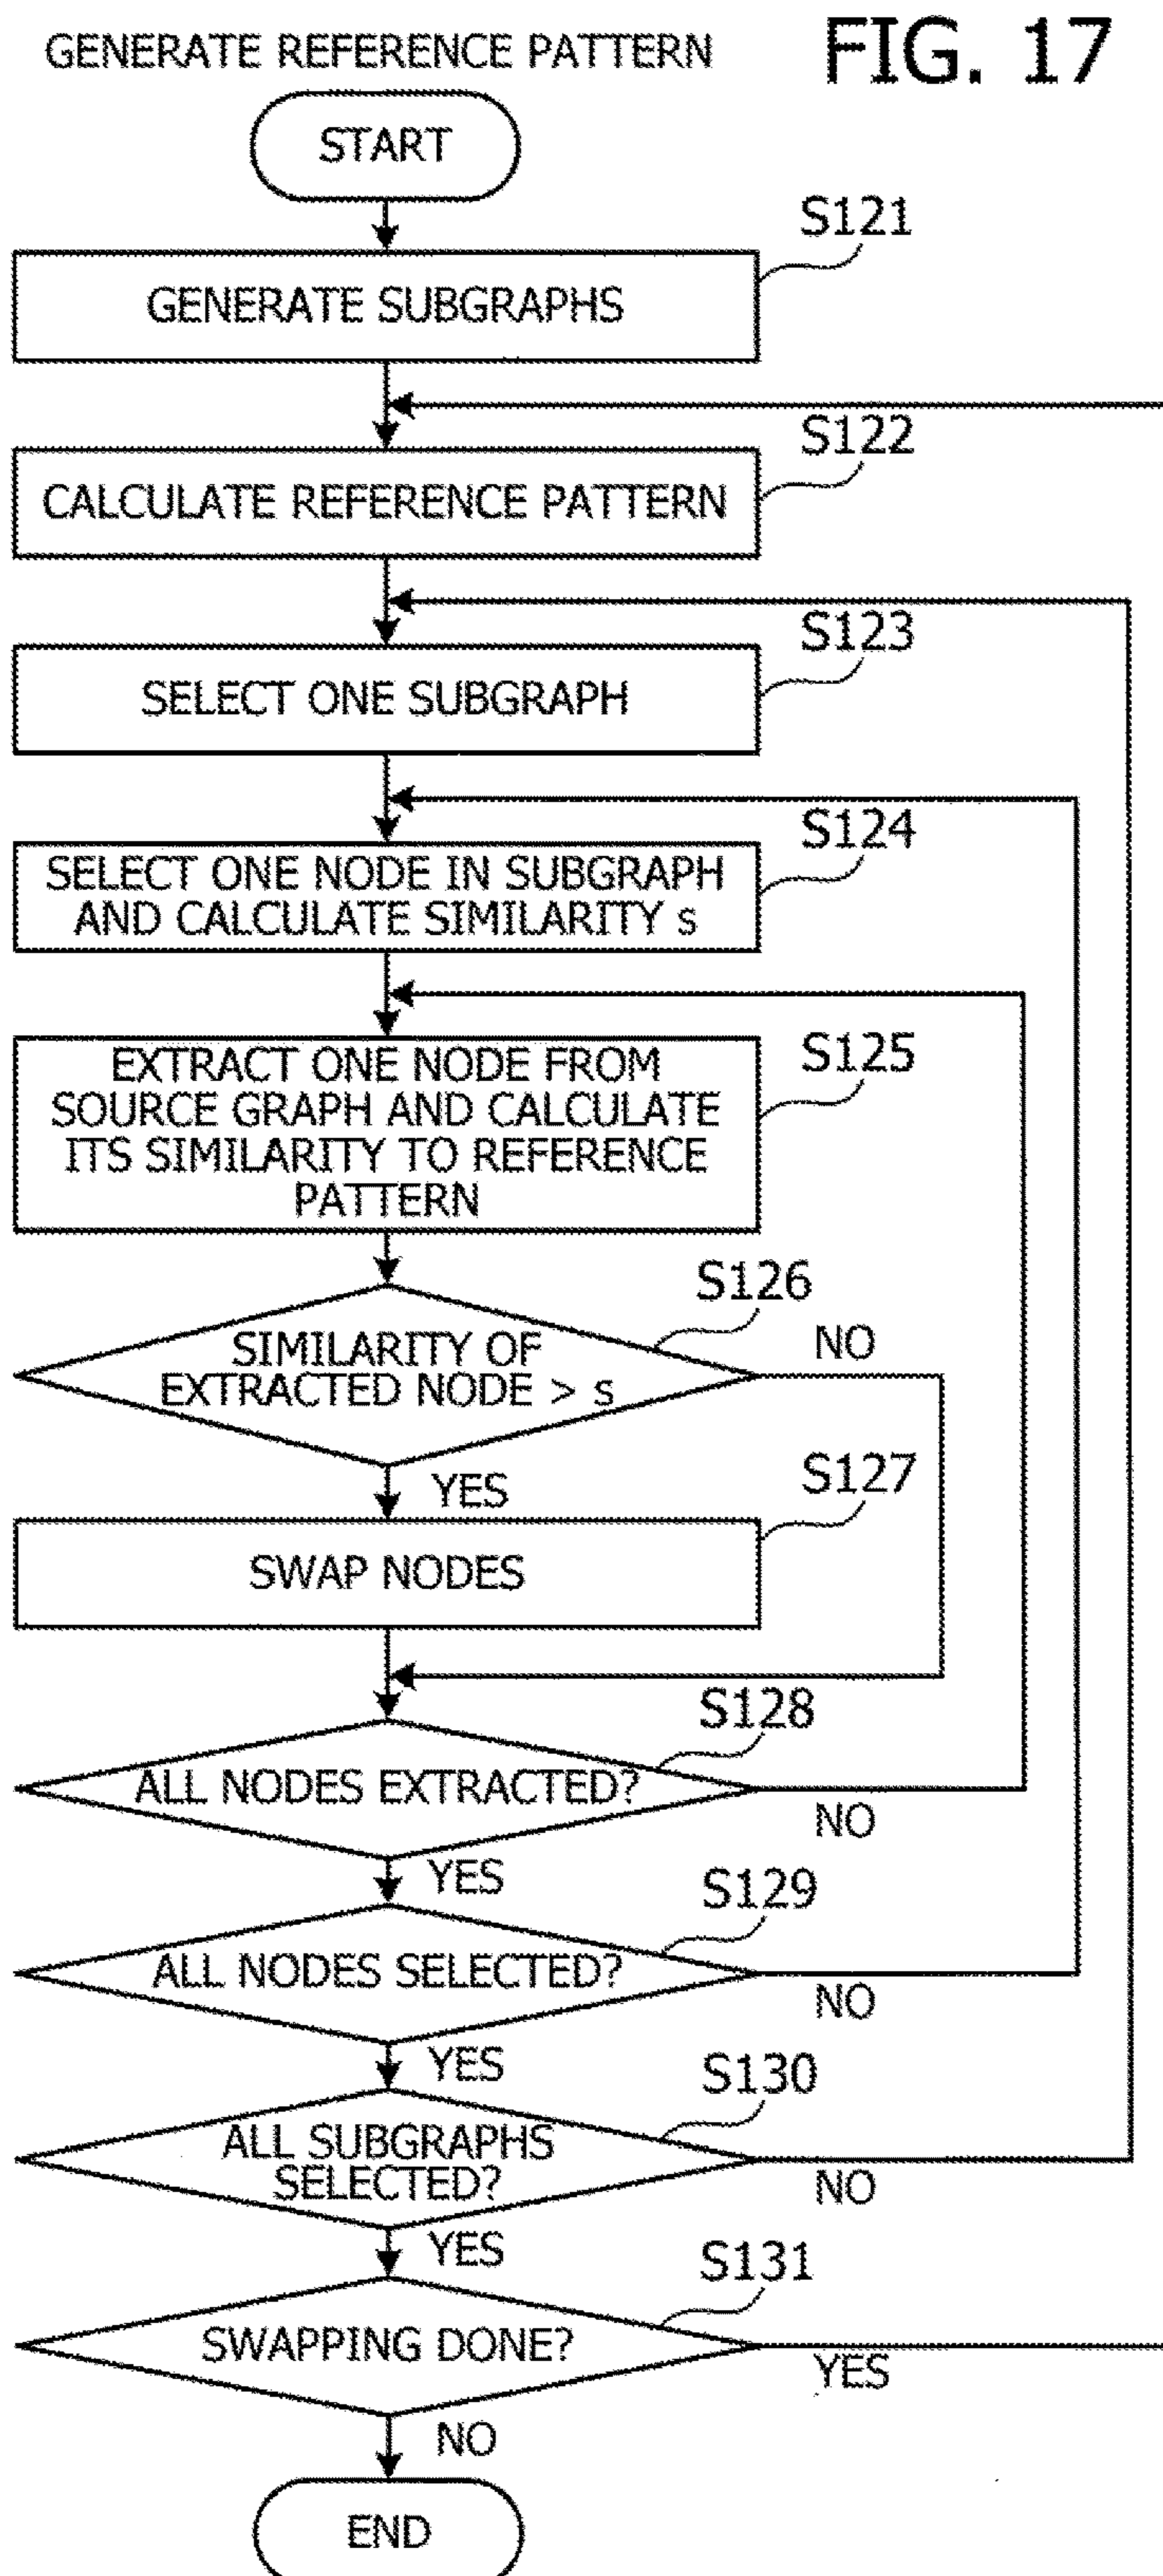 GENERATE REFERENCE PATTERN
FIG. 17
START
S121
GENERATE SUBGRAPHS
S122
CALCULATE REFERENCE PATTERN
S123
SELECT ONE SUBGRAPH
S124
SELECT ONE NODE IN SUBGRAPH
AND CALCULATE SIMILARITY s
S125
EXTRACT ONE NODE FROM
SOURCE GRAPH AND CALCULATE
ITS SIMILARITY TO REFERENCE
PATTERN
S126
SIMILARITY OF
EXTRACTED NODE > s
NO
YES
S127
SWAP NODES
S128
ALL NODES EXTRACTED?
NO
YES
S129
ALL NODES SELECTED?
NO
YES
S130
ALL SUBGRAPHS
SELECTED?
NO
YES
S131
SWAPPING DONE?
YES
NO
END